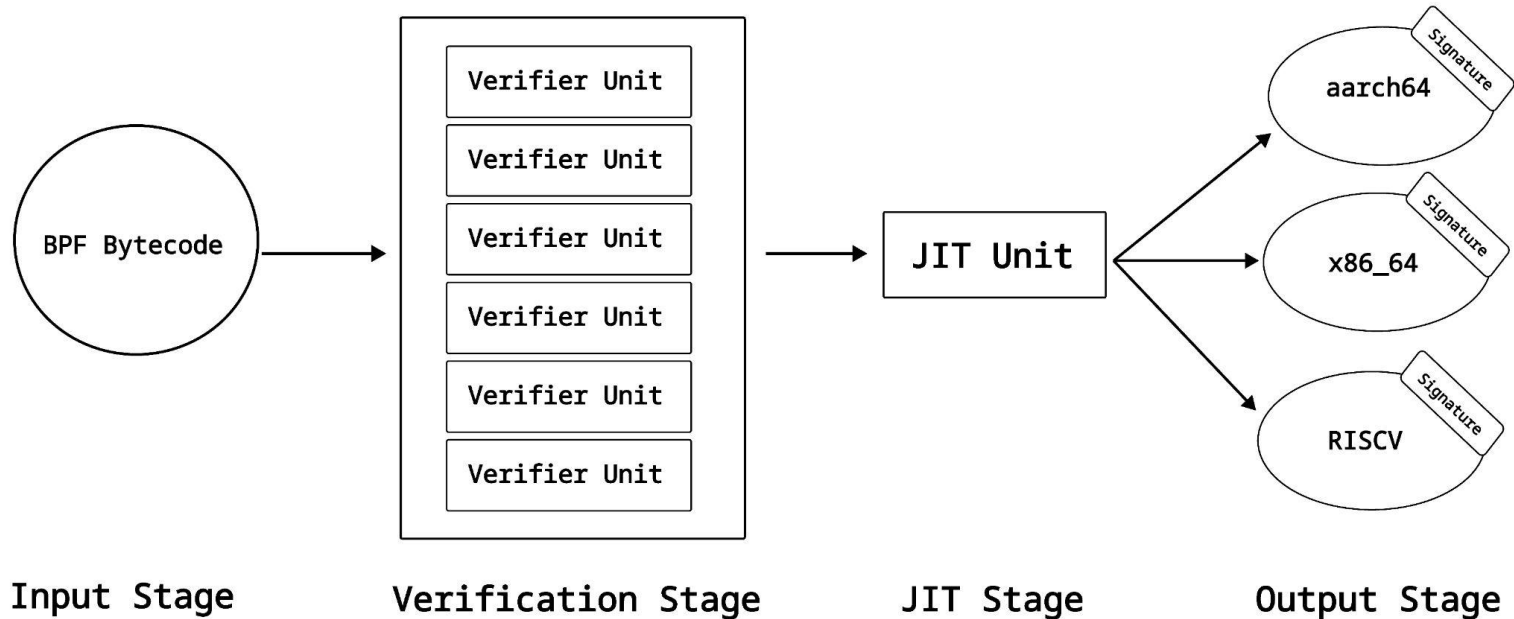 BPF Bytecode
Verifier Unit
Verifier Unit
Verifier Unit
Verifier Unit
Verifier Unit
Verifier Unit
JIT Unit
aarch64
Signature
x86_64
Signature
RISCV
Signature
Input Stage
Verification Stage
JIT Stage
Output Stage